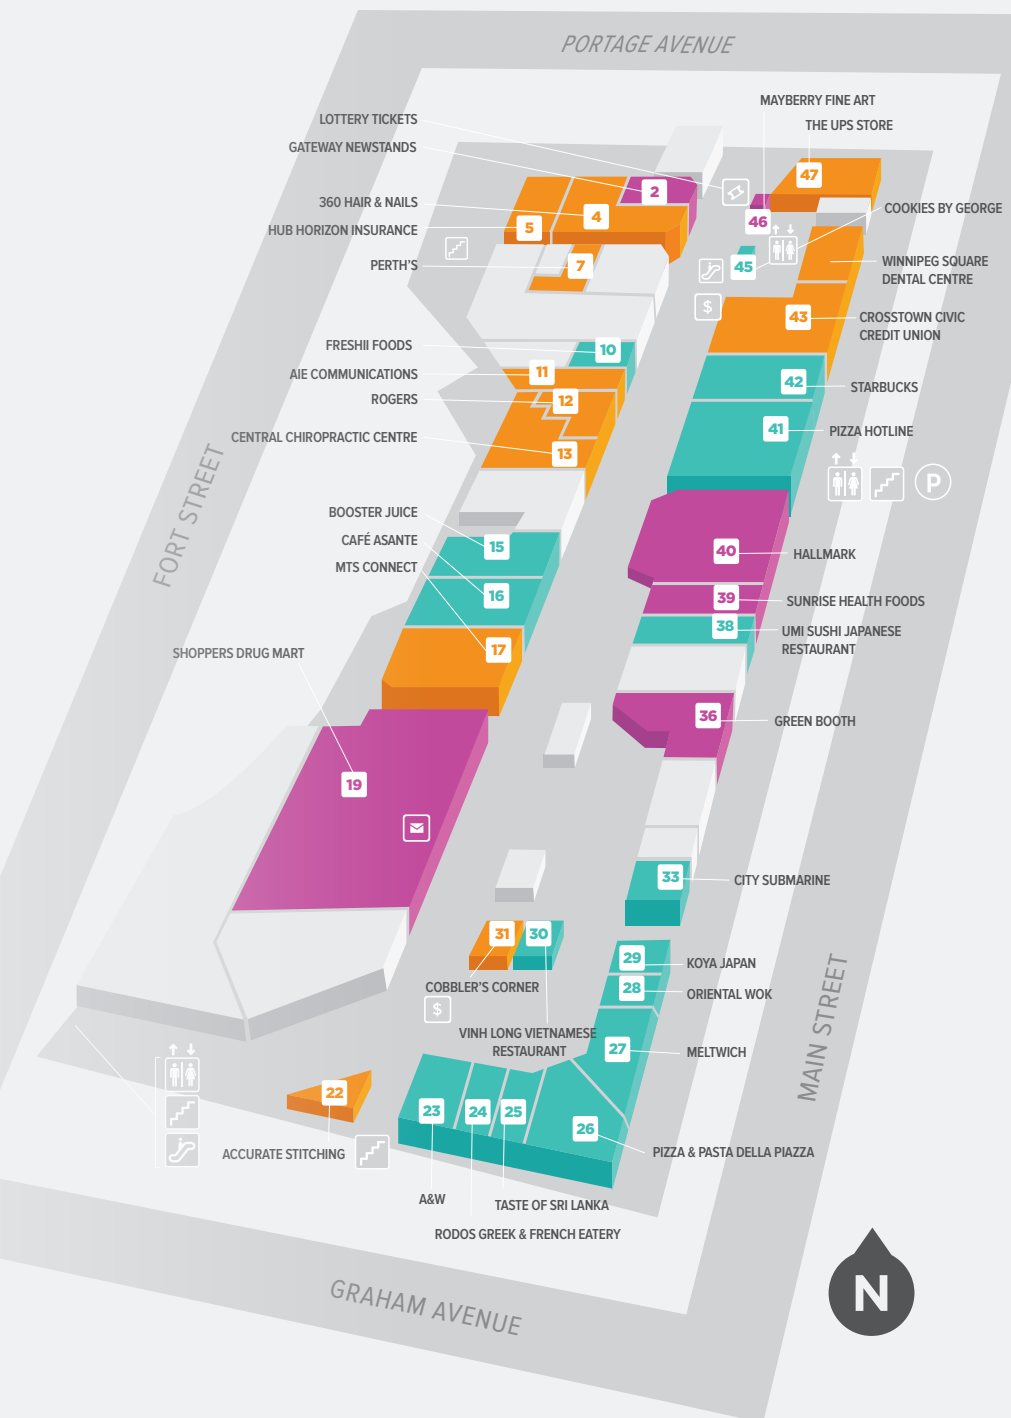 PORTAGE AVENUE
MAYBERRY FINE ART
LOTTERY TICKETS
THE UPS STORE
GATEWAY NEWSTANDS
47
2
360 HAIR & NAILS
COOKIES BY GEORGE
4
46
HUB HORIZON INSURANCE
5
WINNIPEG SQUARE
DENTAL CENTRE
PERTH'S
7
45
$
43
CROSSTOWN CIVIC
CREDIT UNION
FRESHII FOODS
10
AIE COMMUNICATIONS
11
42
STARBUCKS
ROGERS
12
41
PIZZA HOTLINE
CENTRAL CHIROPRACTIC CENTRE
13
P
FORT STREET
BOOSTER JUICE
15
CAFÉ ASANTE
40
HALLMARK
MTS CONNECT
16
39
SUNRISE HEALTH FOODS
38
UMI SUSHI JAPANESE
RESTAURANT
17
SHOPPERS DRUG MART
36
GREEN BOOTH
19
33
CITY SUBMARINE
31
30
29
KOYA JAPAN
COBBLER'S CORNER
28
ORIENTAL WOK
$
VINH LONG VIETNAMESE
RESTAURANT
27
MELTWICH
MAIN STREET
22
23
24
25
26
ACCURATE STITCHING
PIZZA & PASTA DELLA PIAZZA
A&W
TASTE OF SRI LANKA
RODOS GREEK & FRENCH EATERY
GRAHAM AVENUE
N